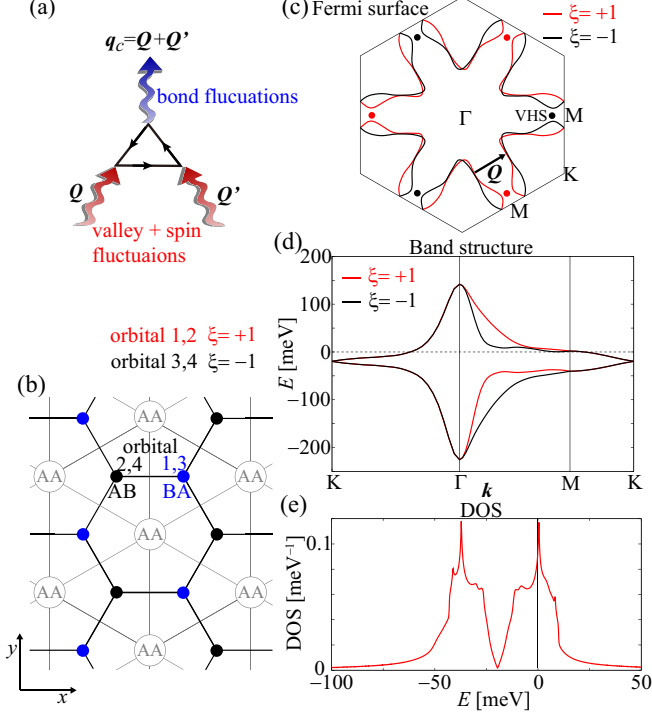 (a)
q_c=Q+Q'
bond flucuations
Q
Q'
valley + spin
fluctuaions
orbital 1,2 ξ= +1
orbital 3,4 ξ= −1
(b)
AA
AA
AA
orbital
2,4
1,3
AA
AB
BA
AA
AA
AA
AA
AA
AA
y
x
(c)
Fermi surface
ξ= +1
ξ= −1
Γ
VHS
M
Q
K
M
(d)
Band structure
200
ξ= +1
ξ= −1
100
0
−100
−200
E [meV]
K
Γ
k
M
K
(e)
DOS
0.1
DOS [meV⁻¹]
0
−100
−50
0
50
E [meV]